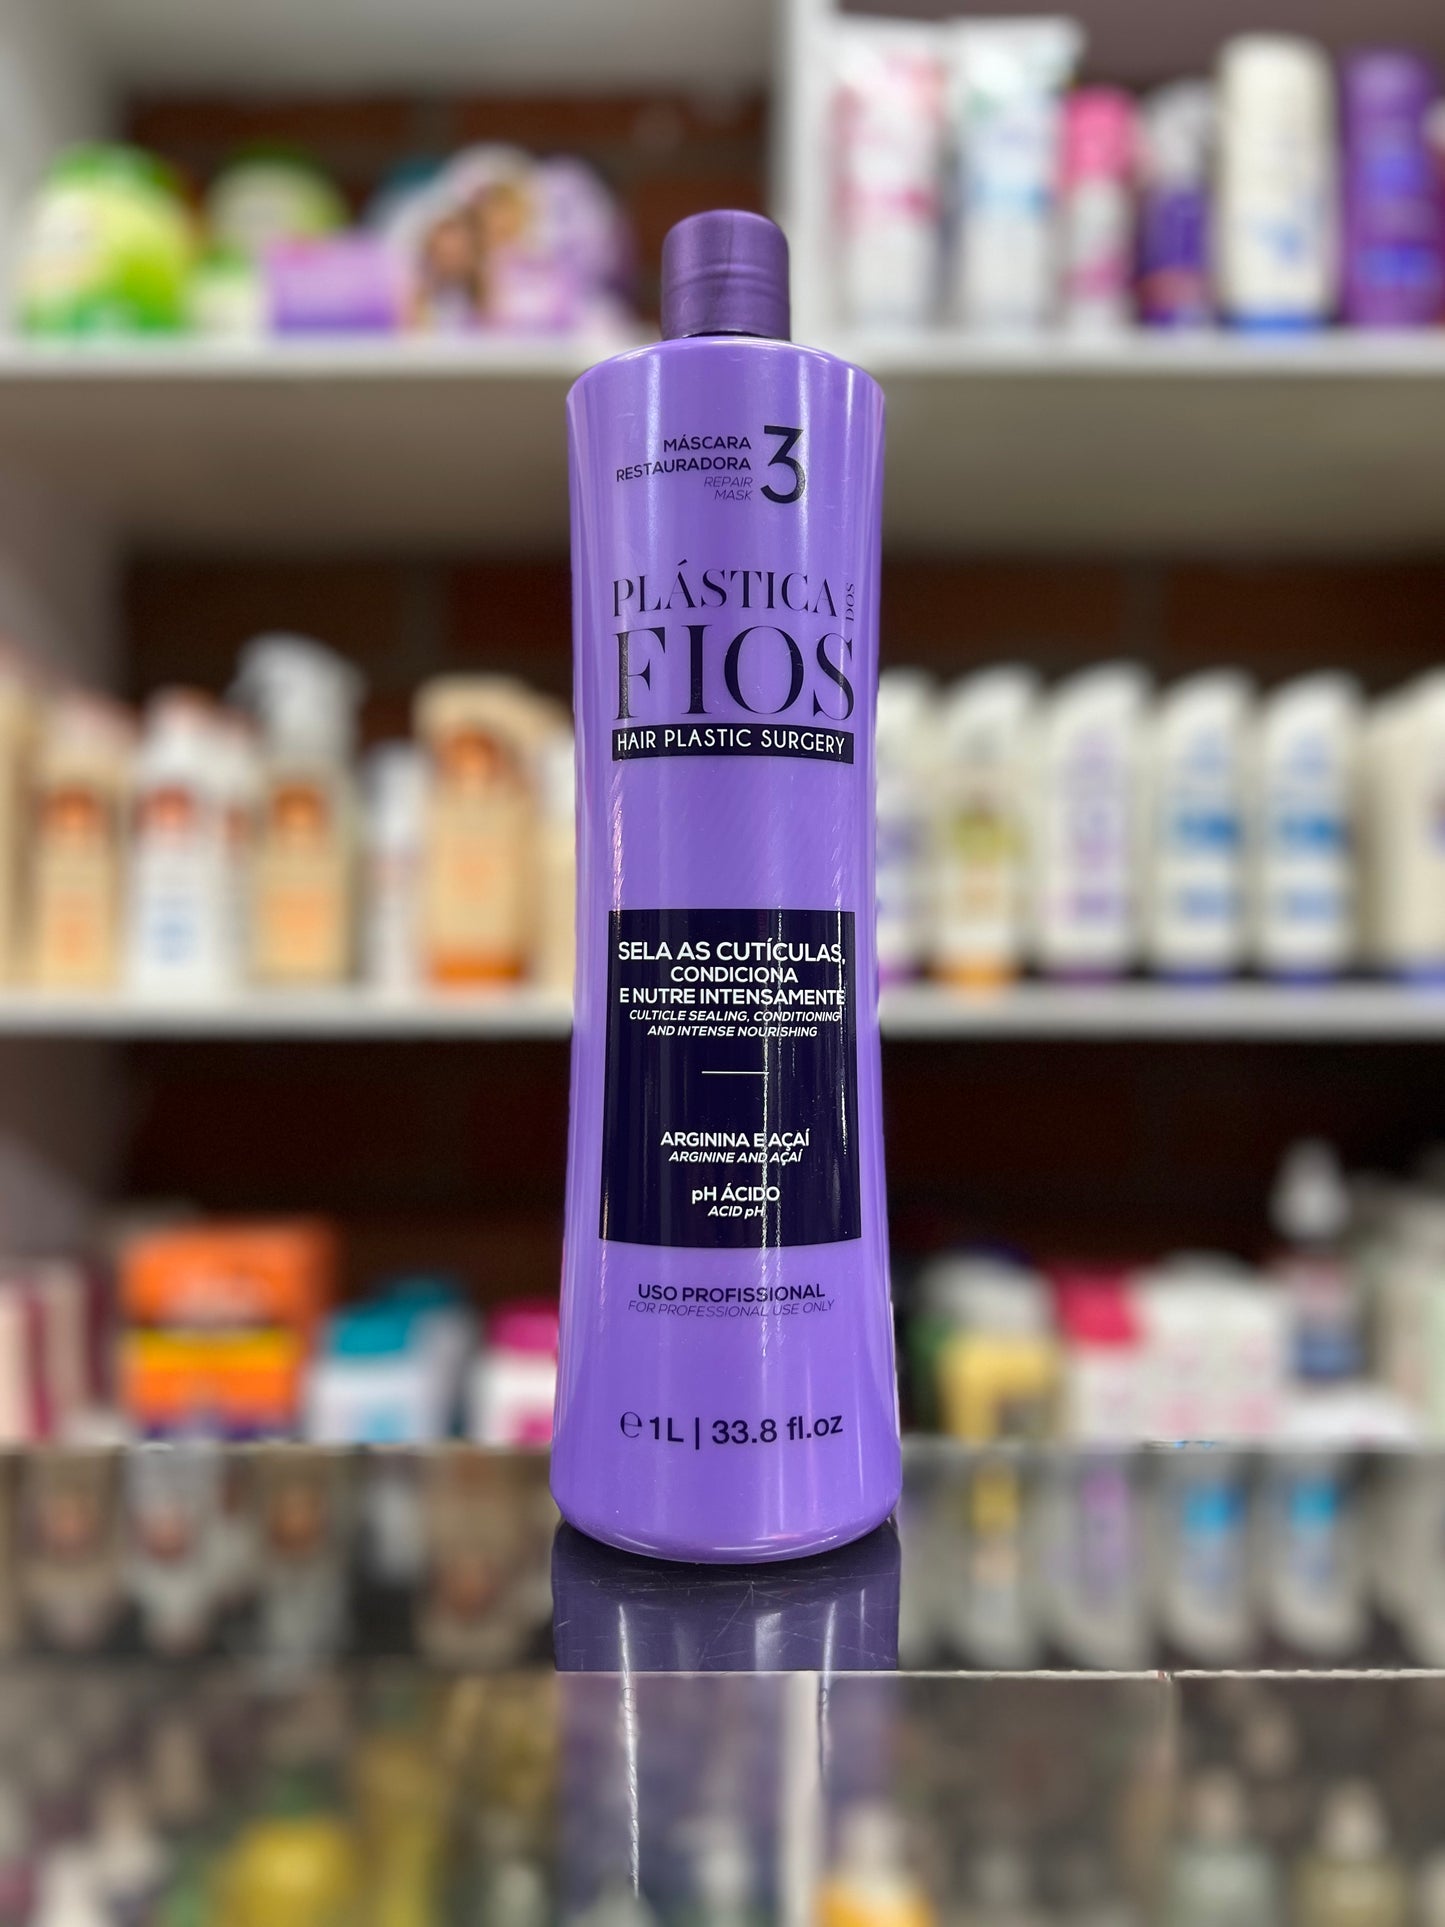 MÁSCARA 3
RESTAURADORA
REPAIR
MASK
PLÁSTICA DOS
FIOS
HAIR PLASTIC SURGERY
SELA AS CUTÍCULAS,
CONDICIONA
E NUTRE INTENSAMENTE
CULTICLE SEALING, CONDITIONING
AND INTENSE NOURISHING
ARGININA E AÇAÍ
ARGININE AND AÇAÍ
pH ÁCIDO
ACID pH
USO PROFISSIONAL
FOR PROFESSIONAL USE ONLY
℮ 1L | 33.8 fl.oz